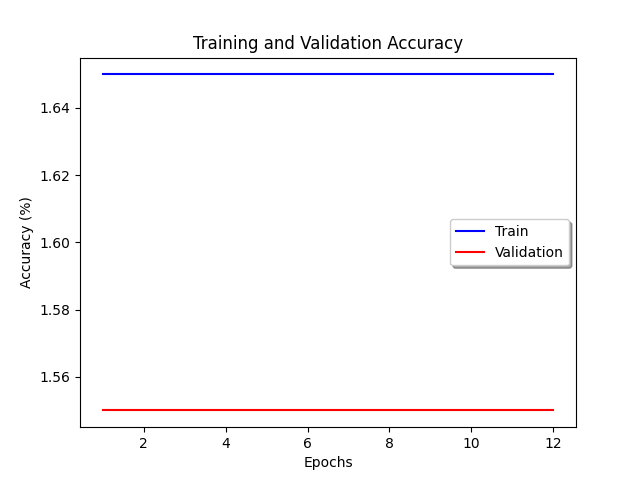 Training and Validation Accuracy
Accuracy (%)
1.64
1.62
1.60
1.58
1.56
Train
Validation
2 4 6 8 10 12
Epochs